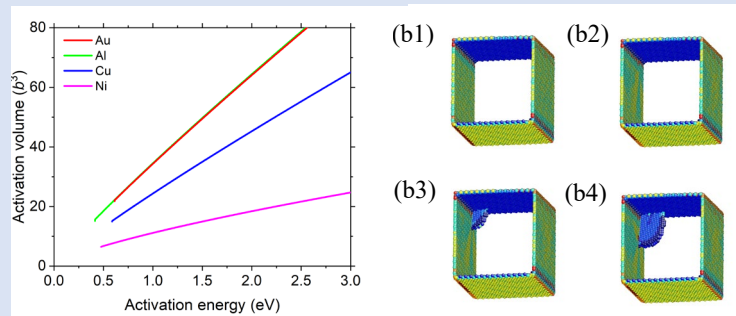 80
60
40
20
0
Activation volume (b³)
Au
Al
Cu
Ni
0.0 0.5 1.0 1.5 2.0 2.5 3.0
Activation energy (eV)
(b1) (b2)
(b3) (b4)